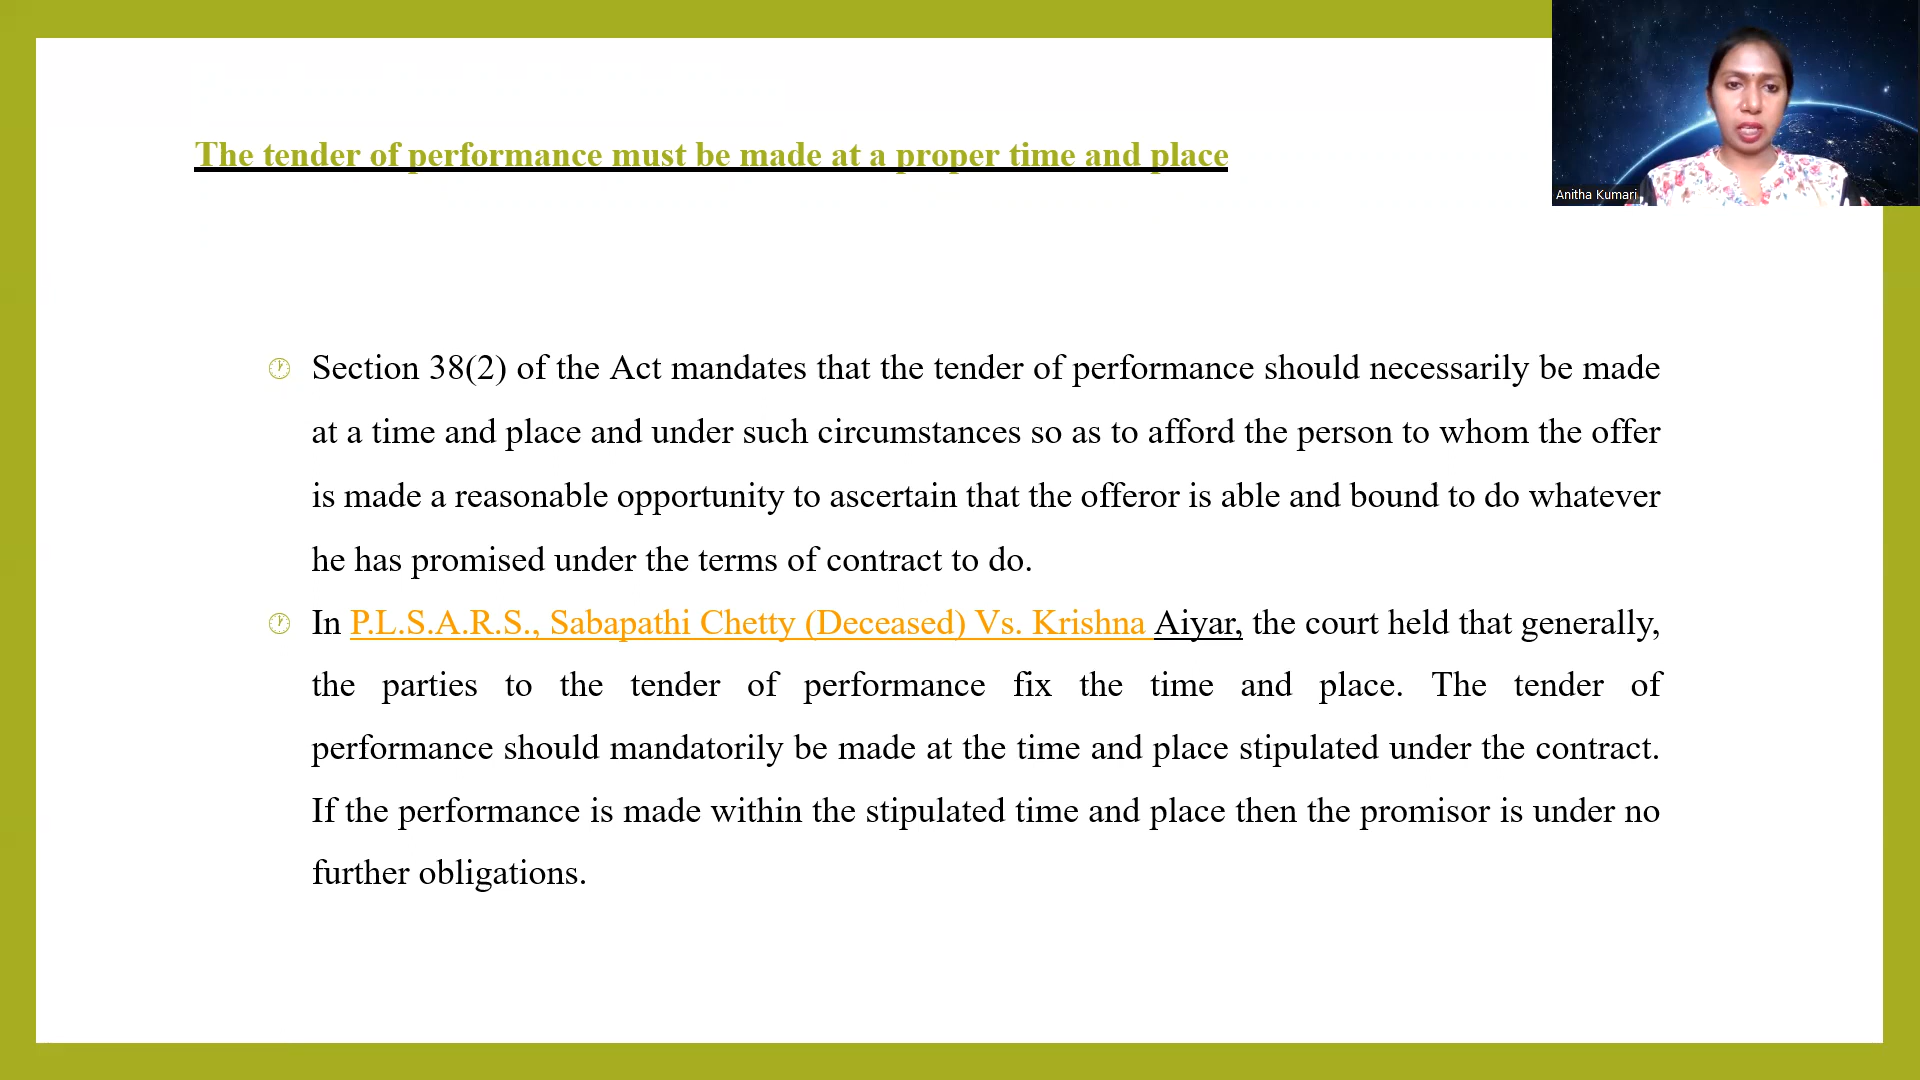 The tender of performance must be made at a proper time and place
Anitha Kumari
Section 38(2) of the Act mandates that the tender of performance should necessarily be made
at a time and place and under such circumstances so as to afford the person to whom the offer
is made a reasonable opportunity to ascertain that the offeror is able and bound to do whatever
he has promised under the terms of contract to do.
In P.L.S.A.R.S., Sabapathi Chetty (Deceased) Vs. Krishna Aiyar, the court held that generally,
the parties to the tender of performance fix the time and place. The tender of
performance should mandatorily be made at the time and place stipulated under the contract.
If the performance is made within the stipulated time and place then the promisor is under no
further obligations.